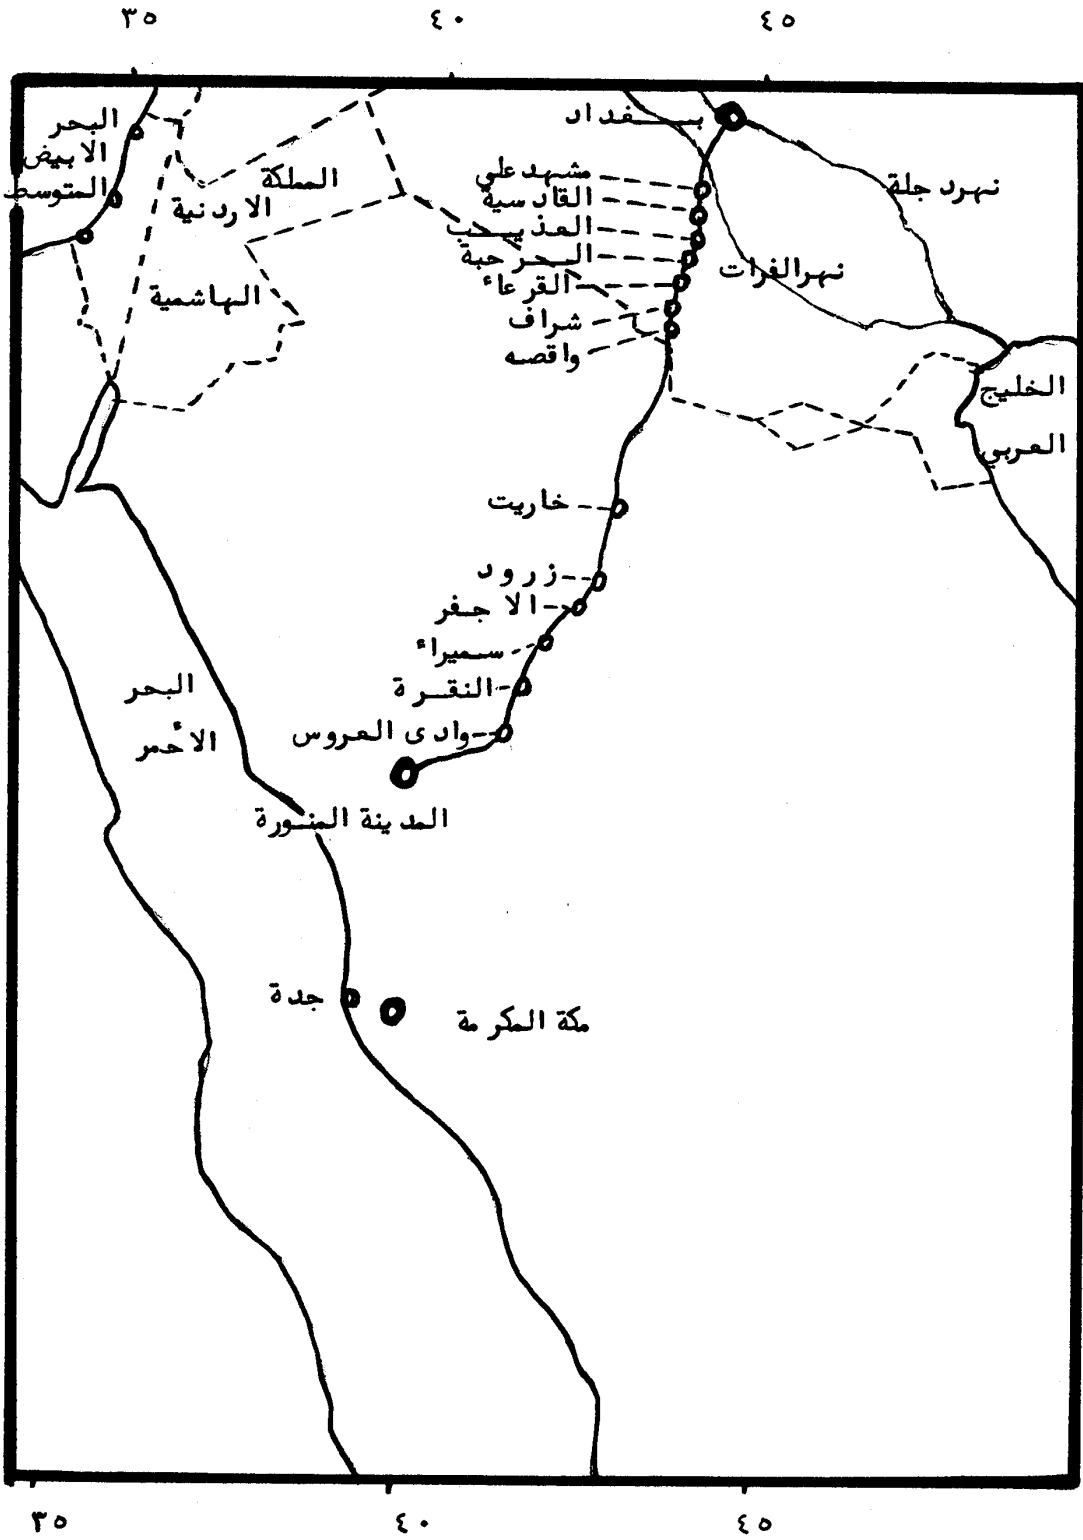 ٣٥ ٤٠ ٤٥
بغداد
البحر
الابيض
المتوسط
المملكة
الاردنية
الهاشمية
مشهد علي
القادسية
العذيب
الرحبة
القرعاء
شراف
واقصه
نهر دجلة
نهر الفرات
الخليج
العربي
خاريت
زرود
الاجفر
سميراء
النقرة
وادى العروس
المدينة المنورة
البحر
الأحمر
جدة
مكة المكرمة
٣٥ ٤٠ ٤٥